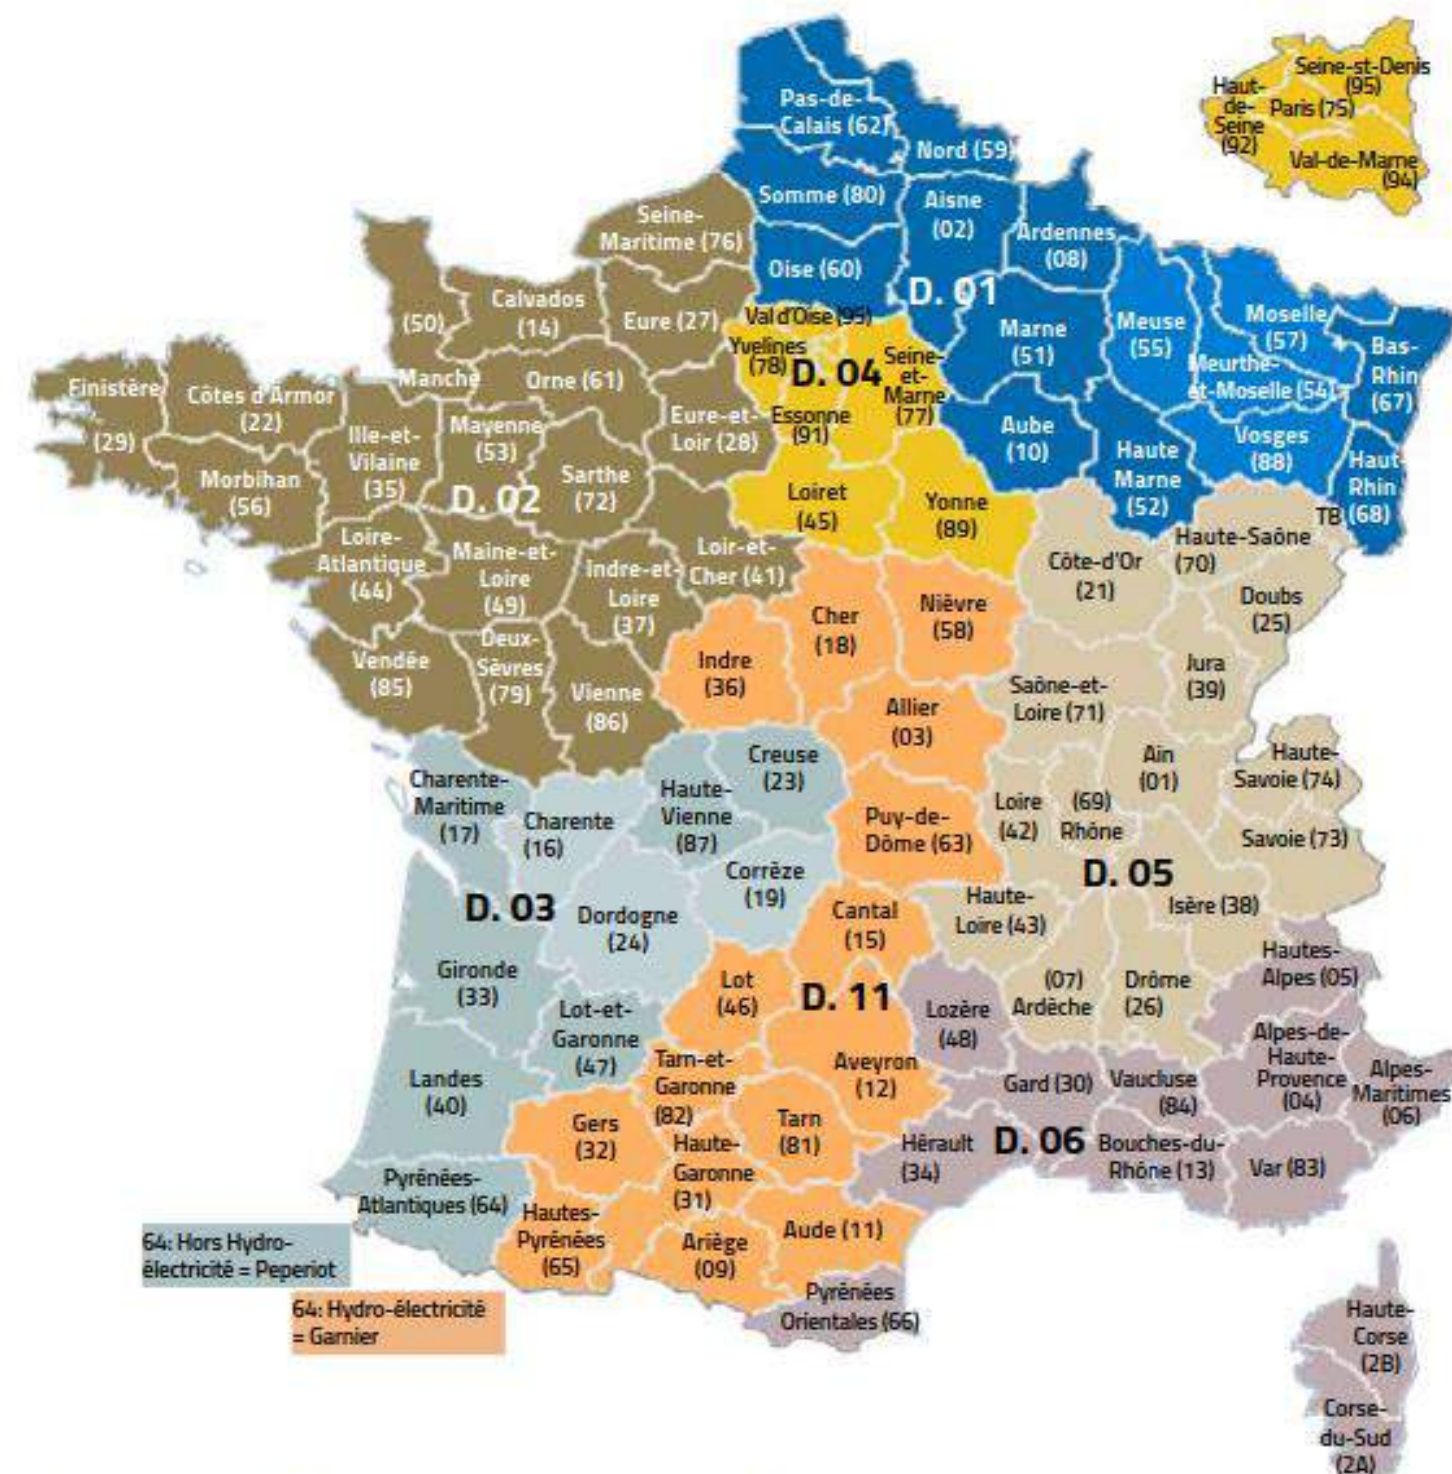 Pas-de-
Calais (62)
Nord (59)
Somme (80)
Aisne
(02)
Ardennes
(08)
Oise (60)
D. 01
Marne
(51)
Meuse
(55)
Moselle
(57)
Meurthe-
et-Moselle (54)
Bas-
Rhin
(67)
Aube
(10)
Haute
Marne
(52)
Vosges
(88)
Haut-
Rhin
(68)
TB
Seine-st-Denis
(95)
Haut-
de-
Seine
(92)
Paris (75)
Val-de-Marne
(94)
Seine-
Maritime (76)
Calvados
(14)
Eure (27)
(50)
Manche
Orne (61)
Finistère
(29)
Côtes d'Armor
(22)
Morbihan
(56)
Ille-et-
Vilaine
(35)
Mayenne
(53)
D. 02
Sarthe
(72)
Eure-et-
Loir (28)
Loire-
Atlantique
(44)
Maine-et-
Loire
(49)
Indre-et-
Loire
(37)
Loir-et-
Cher (41)
Vendée
(85)
Deux-
Sèvres
(79)
Vienne
(86)
Val d'Oise (95)
Yvelines
(78)
D. 04
Seine-
et-
Marne
(77)
Essonne
(91)
Loiret
(45)
Yonne
(89)
Côte-d'Or
(21)
Haute-Saône
(70)
Doubs
(25)
Jura
(39)
Saône-et-
Loire (71)
Ain
(01)
Haute-
Savoie (74)
Loire
(42)
(69)
Rhône
Savoie (73)
D. 05
Isère (38)
Haute-
Loire (43)
(07)
Ardèche
Drôme
(26)
Cher
(18)
Nièvre
(58)
Indre
(36)
Allier
(03)
Puy-de-
Dôme (63)
Cantal
(15)
Lot
(46)
D. 11
Aveyron
(12)
Tarn-et-
Garonne
(82)
Tarn
(81)
Gers
(32)
Haute-
Garonne
(31)
Hautes-
Pyrénées
(65)
Ariège
(09)
Aude (11)
Creuse
(23)
Haute-
Vienne
(87)
Charente-
Maritime
(17)
Charente
(16)
Corrèze
(19)
D. 03
Dordogne
(24)
Gironde
(33)
Lot-et-
Garonne
(47)
Landes
(40)
Pyrénées-
Atlantiques (64)
64: Hors Hydro-
électricité = Peperiot
64: Hydro-électricité
= Garnier
Hautes-
Alpes (05)
Lozère
(48)
Alpes-de-
Haute-
Provence
(04)
Alpes-
Maritimes
(06)
Gard (30)
Vaucluse
(84)
Hérault
(34)
D. 06
Bouches-du-
Rhône (13)
Var (83)
Pyrénées
Orientales (66)
Haute-
Corse
(2B)
Corse-
du-Sud
(2A)